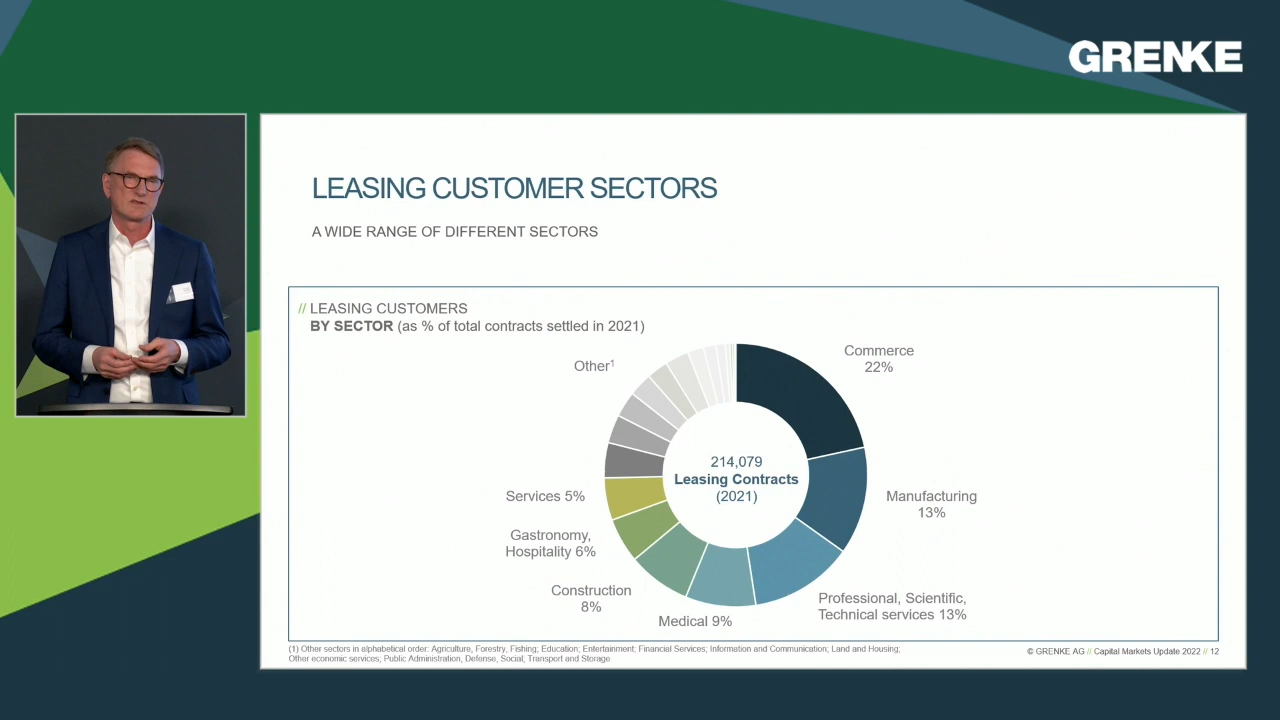 GRENKE
LEASING CUSTOMER SECTORS
A WIDE RANGE OF DIFFERENT SECTORS
// LEASING CUSTOMERS
BY SECTOR (as % of total contracts settled in 2021)
Other¹
Commerce
22%
214,079
Leasing Contracts
(2021)
Services 5%
Manufacturing
13%
Gastronomy,
Hospitality 6%
Construction
8%
Professional, Scientific,
Technical services 13%
Medical 9%
(1) Other sectors in alphabetical order: Agriculture, Forestry, Fishing; Education; Entertainment; Financial Services; Information and Communication; Land and Housing;
Other economic services; Public Administration, Defense, Social; Transport and Storage
© GRENKE AG // Capital Markets Update 2022 // 12